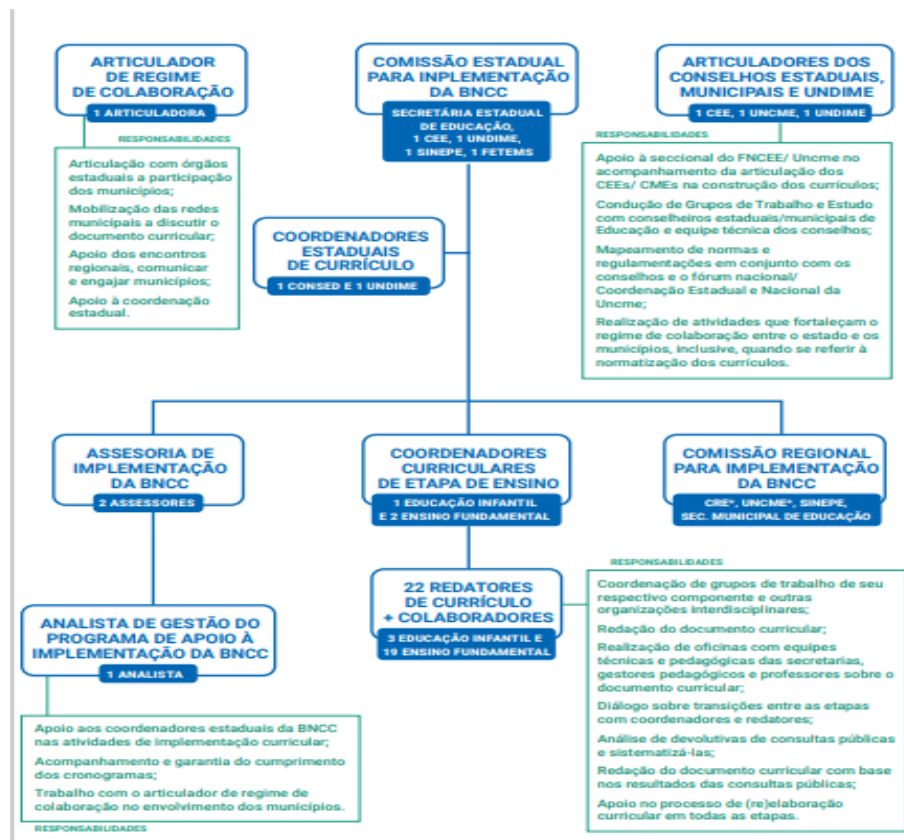 ARTICULADOR
DE REGIME
DE COLABORAÇÃO
1 ARTICULADORA
RESPONSABILIDADES
Articulação com órgãos
estaduais a participação
dos municípios;
Mobilização das redes
municipais a discutir o
documento curricular;
Apoio dos encontros
regionais, comunicar
e engajar municípios;
Apoio à coordenação
estadual.
COMISSÃO ESTADUAL
PARA INPLEMENTAÇÃO
DA BNCC
SECRETÁRIA ESTADUAL
DE EDUCAÇÃO,
1 CEE, 1 UNDIME,
1 SINEPE, 1 FETEMS
ARTICULADORES DOS
CONSELHOS ESTADUAIS,
MUNICIPAIS E UNDIME
1 CEE, 1 UNCME, 1 UNDIME
RESPONSABILIDADES
Apoio à seccional do FNCEE/ Uncme no
acompanhamento da articulação dos
CEEs/ CMEs na construção dos currículos;
Condução de Grupos de Trabalho e Estudo
com conselheiros estaduais/municipais de
Educação e equipe técnica dos conselhos;
Mapeamento de normas e
regulamentações em conjunto com os
conselhos e o fórum nacional/
Coordenação Estadual e Nacional da
Uncme;
Realização de atividades que fortaleçam o
regime de colaboração entre o estado e os
municípios, inclusive, quando se referir à
normatização dos currículos.
COORDENADORES
ESTADUAIS
DE CURRÍCULO
1 CONSED E 1 UNDIME
ASSESORIA DE
IMPLEMENTAÇÃO
DA BNCC
2 ASSESSORES
COORDENADORES
CURRICULARES
DE ETAPA DE ENSINO
1 EDUCAÇÃO INFANTIL
E 2 ENSINO FUNDAMENTAL
COMISSÃO REGIONAL
PARA IMPLEMENTAÇÃO
DA BNCC
CRE*, UNCME*, SINEPE,
SEC. MUNICIPAL DE EDUCAÇÃO
ANALISTA DE GESTÃO DO
PROGRAMA DE APOIO À
IMPLEMENTAÇÃO DA BNCC
1 ANALISTA
Apoio aos coordenadores estaduais da BNCC
nas atividades de implementação curricular;
Acompanhamento e garantia do cumprimento
dos cronogramas;
Trabalho com o articulador de regime de
colaboração no envolvimento dos municípios.
RESPONSABILIDADES
22 REDATORES
DE CURRÍCULO
+ COLABORADORES
3 EDUCAÇÃO INFANTIL E
19 ENSINO FUNDAMENTAL
RESPONSABILIDADES
Coordenação de grupos de trabalho de seu
respectivo componente e outras
organizações interdisciplinares;
Redação do documento curricular;
Realização de oficinas com equipes
técnicas e pedagógicas das secretarias,
gestores pedagógicos e professores sobre o
documento curricular;
Diálogo sobre transições entre as etapas
com coordenadores e redatores;
Análise de devolutivas de consultas públicas
e sistematizá-las;
Redação do documento curricular com base
nos resultados das consultas públicas;
Apoio no processo de (re)elaboração
curricular em todas as etapas.